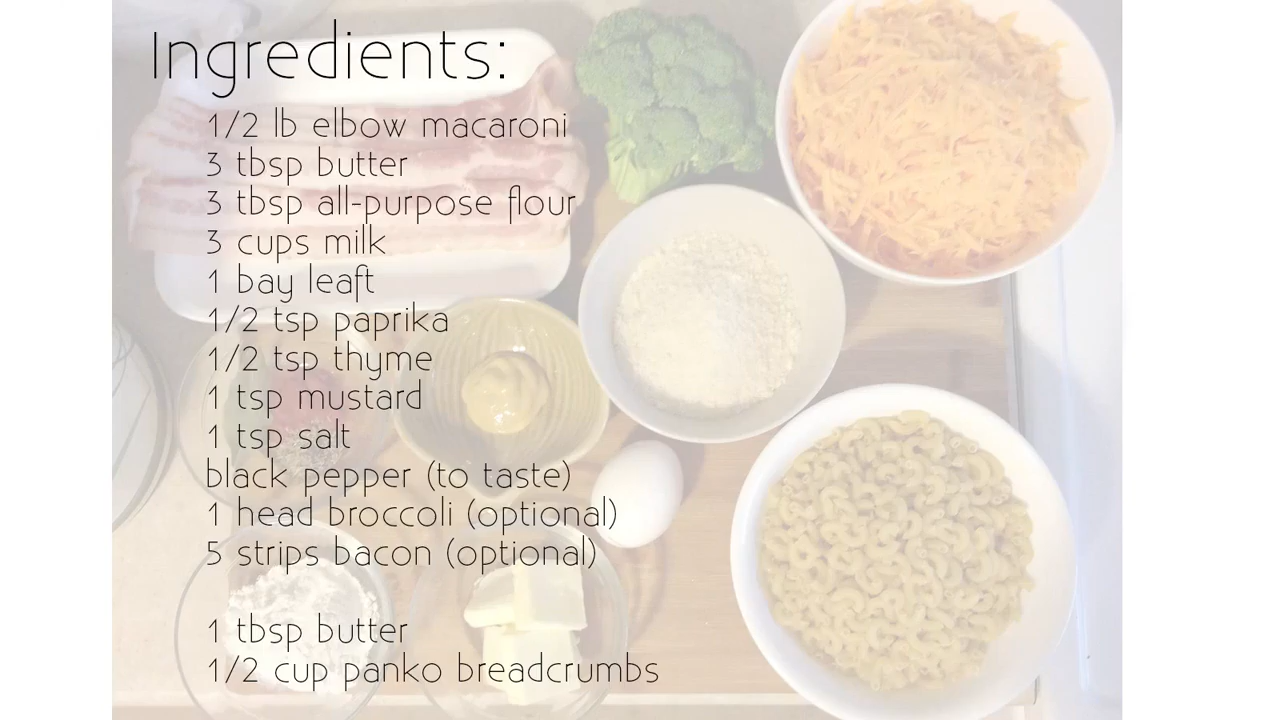 Ingredients:
1/2 lb elbow macaroni
3 tbsp butter
3 tbsp all-purpose flour
3 cups milk
1 bay leaft
1/2 tsp paprika
1/2 tsp thyme
1 tsp mustard
1 tsp salt
black pepper (to taste)
1 head broccoli (optional)
5 strips bacon (optional)
1 tbsp butter
1/2 cup panko breadcrumbs